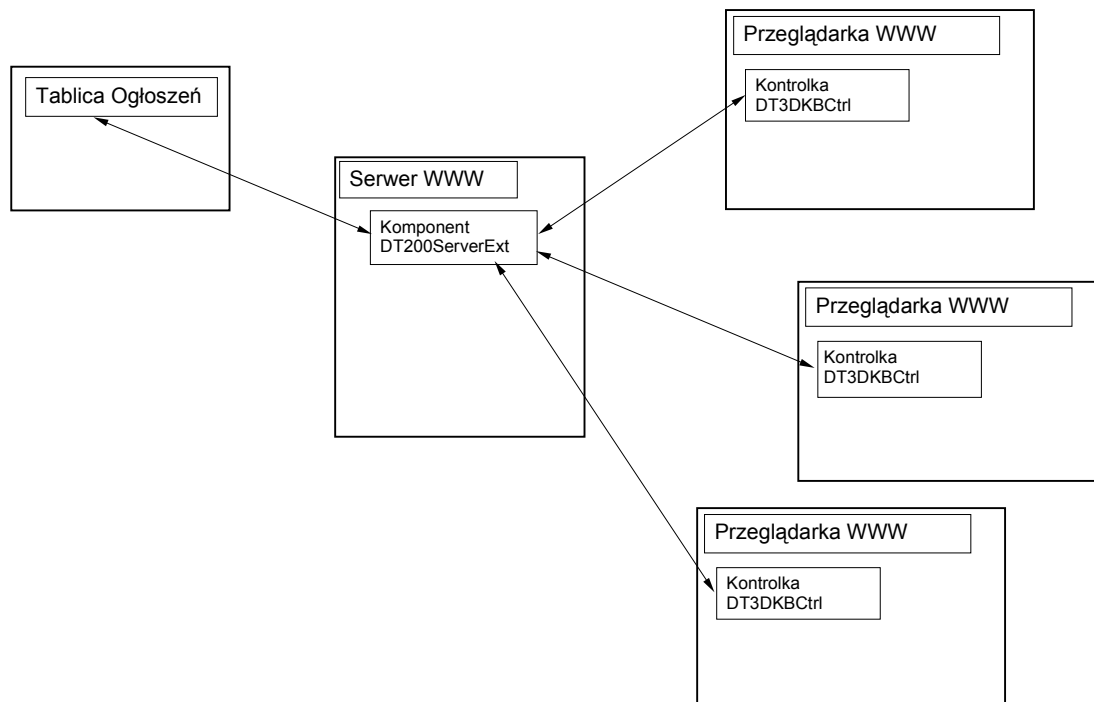 Tablica Ogłoszeń
Serwer WWW
Komponent
DT200ServerExt
Przeglądarka WWW
Kontrolka
DT3DKBCtrl
Przeglądarka WWW
Kontrolka
DT3DKBCtrl
Przeglądarka WWW
Kontrolka
DT3DKBCtrl